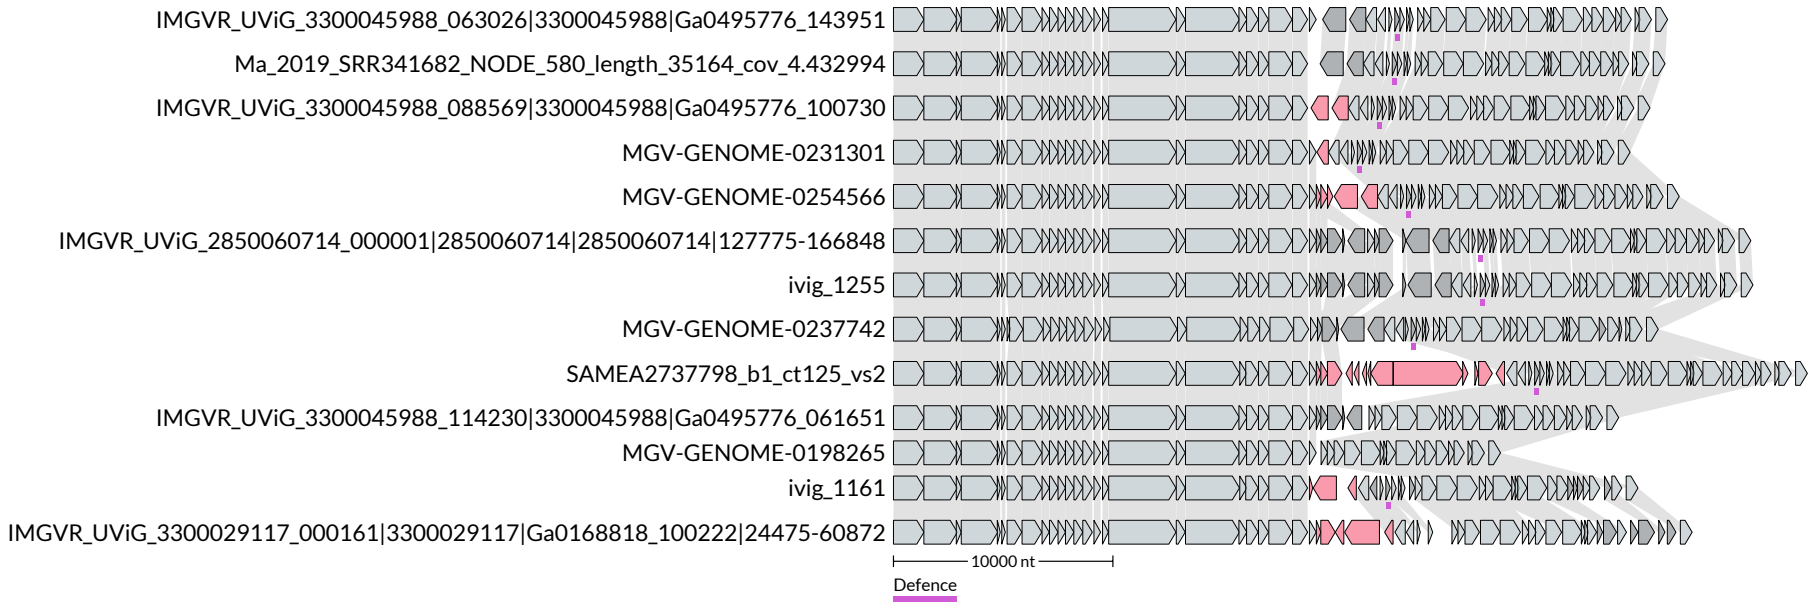 IMGVR_UViG_3300045988_063026|3300045988|Ga0495776_143951
Ma_2019_SRR341682_NODE_580_length_35164_cov_4.432994
IMGVR_UViG_3300045988_088569|3300045988|Ga0495776_100730
MGV-GENOME-0231301
MGV-GENOME-0254566
IMGVR_UViG_2850060714_000001|2850060714|2850060714|127775-166848
ivig_1255
MGV-GENOME-0237742
SAMEA2737798_b1_ct125_vs2
IMGVR_UViG_3300045988_114230|3300045988|Ga0495776_061651
MGV-GENOME-0198265
ivig_1161
IMGVR_UViG_3300029117_000161|3300029117|Ga0168818_100222|24475-60872
10000 nt
Defence